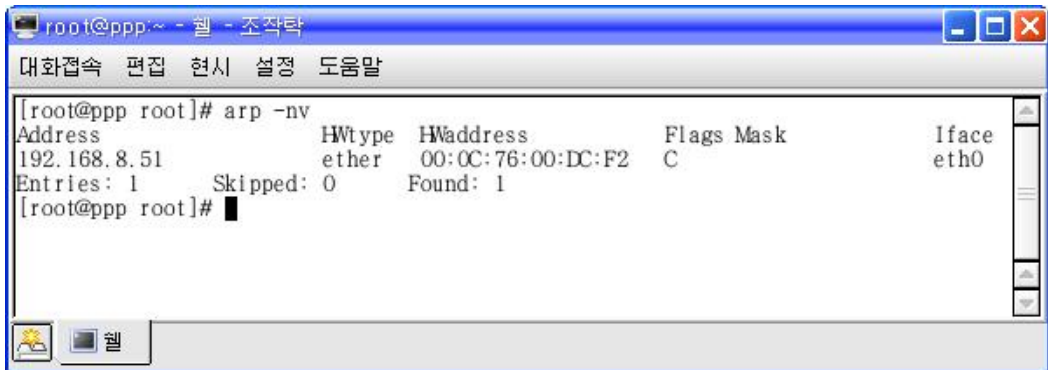 root@ppp:~ - 쉘 - 조작탁
대화접속 편집 현시 설정 도움말
[root@ppp root]# arp -nv
Address HWtype HWaddress Flags Mask Iface
192.168.8.51 ether 00:0C:76:00:DC:F2 C eth0
Entries: 1 Skipped: 0 Found: 1
[root@ppp root]#
쉘